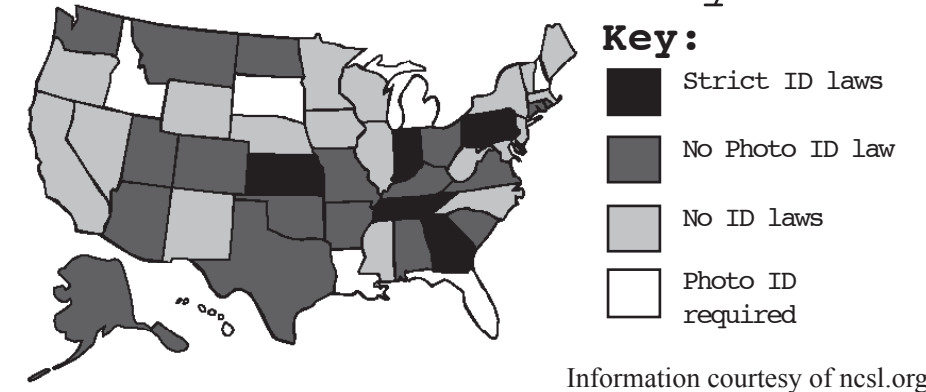 Key:
Strict ID laws
No Photo ID law
No ID laws
Photo ID
required
Information courtesy of ncsl.org